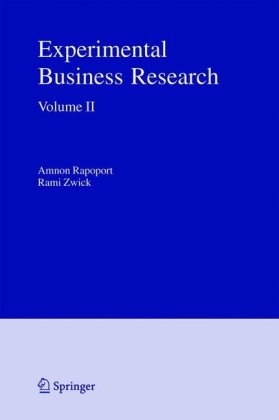 Experimental
Business Research
Volume II
Amnon Rapoport
Rami Zwick
Springer